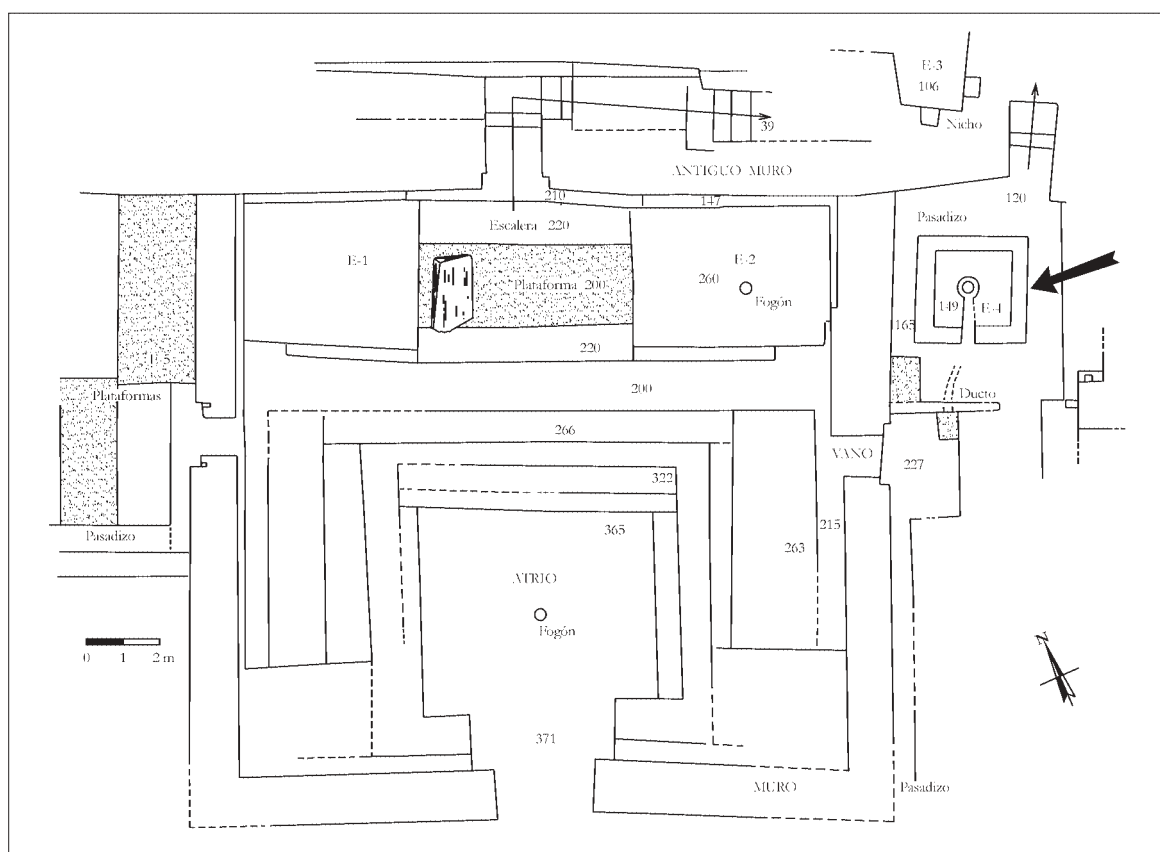 E-3
106
Nicho
39
ANTIGUO MURO
120
210
147
Pasadizo
Escalera 220
E-1
E-2
Plataforma 200
260
Fogón
149
E-4
165
220
E-5
Plataformas
200
Ducto
266
VANO
227
322
365
215
263
Pasadizo
ATRIO
Fogón
0 1 2 m
N
371
MURO
Pasadizo